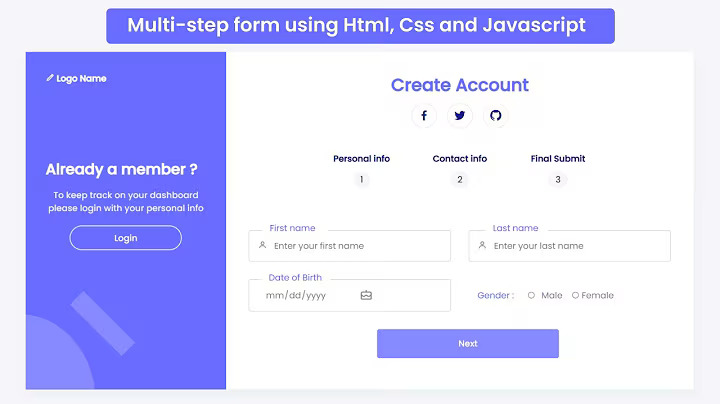 Multi-step form using Html, Css and Javascript
Logo Name
Already a member ?
To keep track on your dashboard
please login with your personal info
Login
Create Account
Personal info
Contact info
Final Submit
1
2
3
First name
Last name
Enter your first name
Enter your last name
Date of Birth
mm/dd/yyyy
Gender :
Male
Female
Next